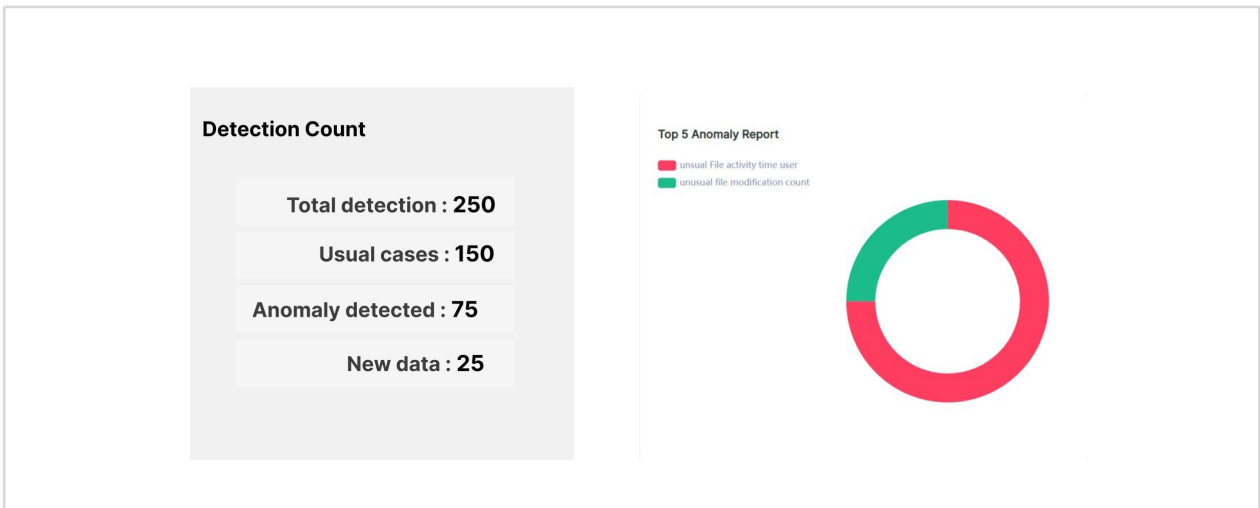 Detection Count
Total detection : 250
Usual cases : 150
Anomaly detected : 75
New data : 25
Top 5 Anomaly Report
unsual File activity time user
unusual file modification count